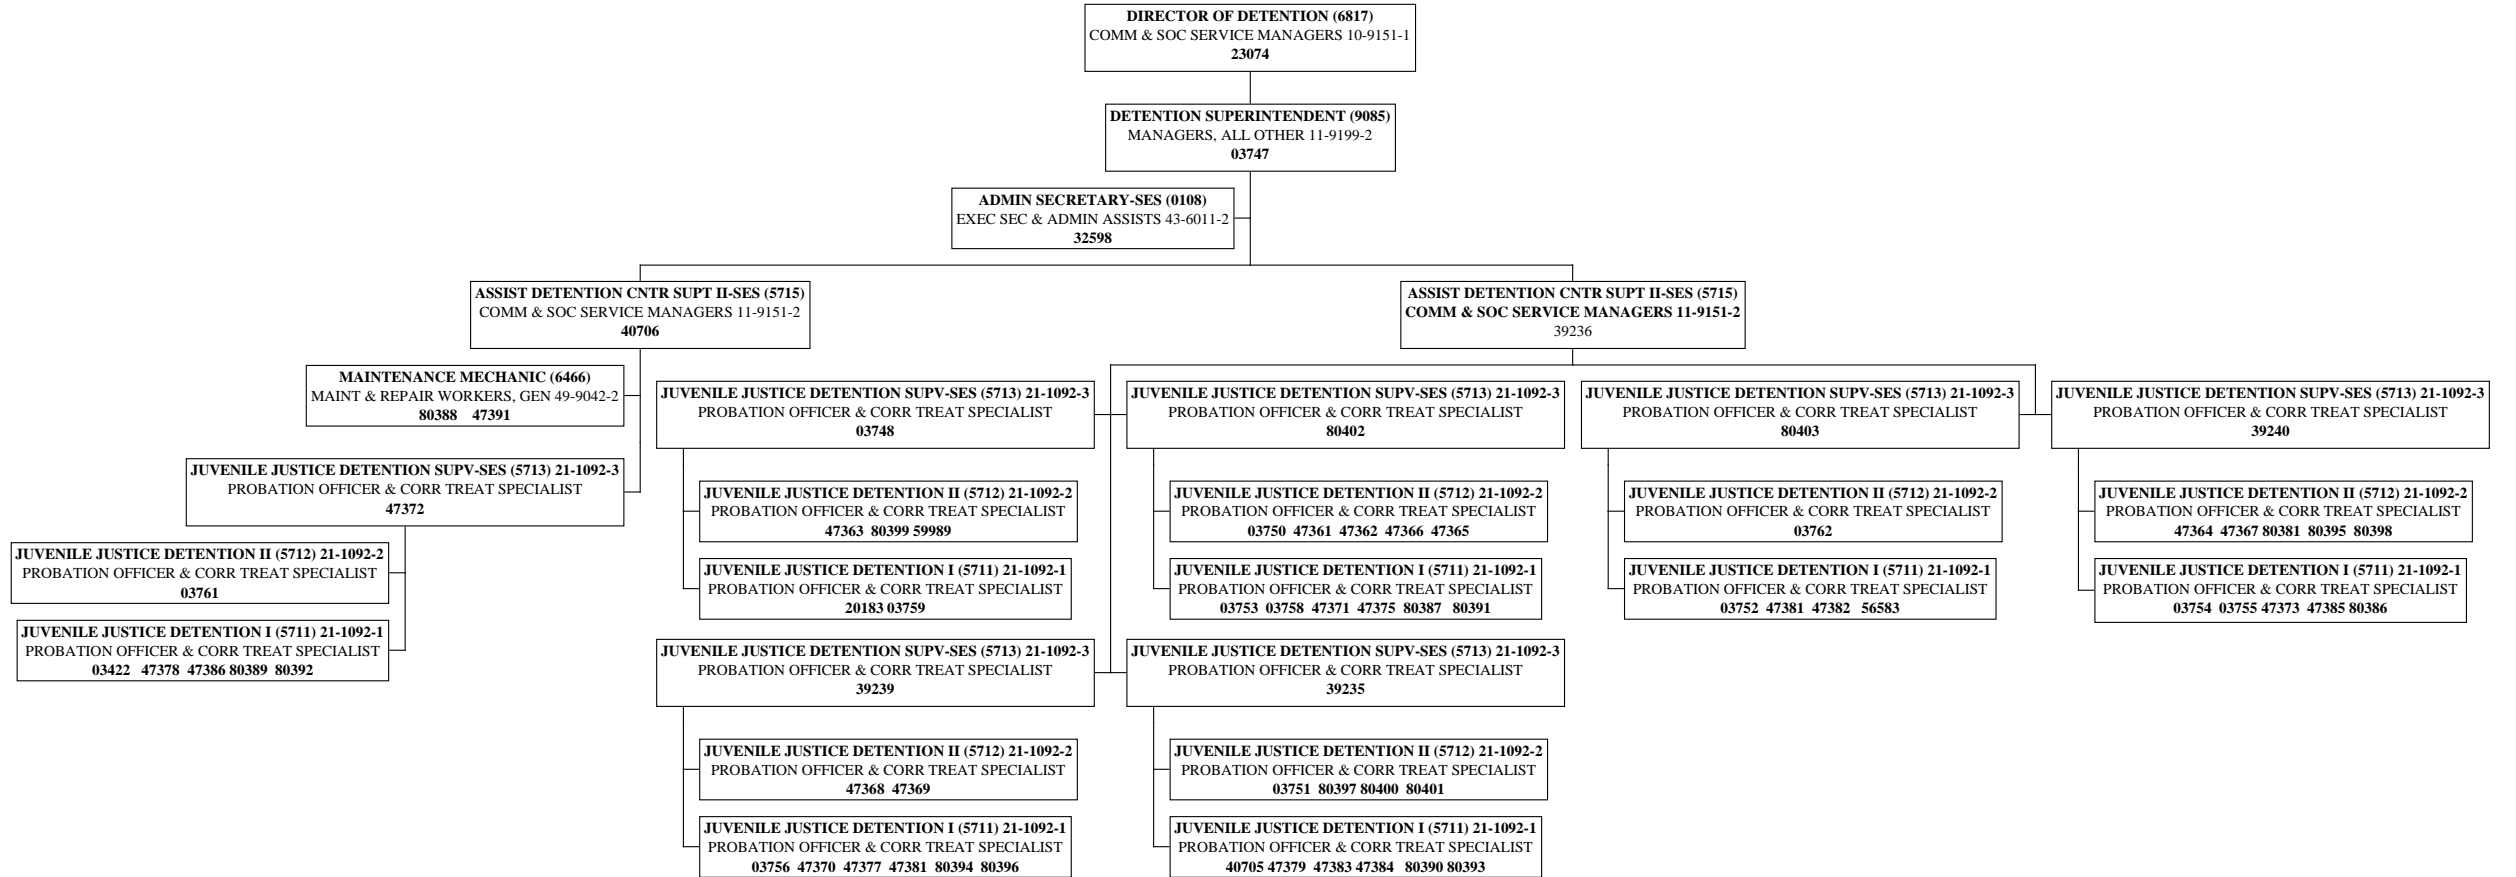 DIRECTOR OF DETENTION (6817)
COMM & SOC SERVICE MANAGERS 10-9151-1
23074
DETENTION SUPERINTENDENT (9085)
MANAGERS, ALL OTHER 11-9199-2
03747
ADMIN SECRETARY-SES (0108)
EXEC SEC & ADMIN ASSISTS 43-6011-2
32598
ASSIST DETENTION CNTR SUPT II-SES (5715)
COMM & SOC SERVICE MANAGERS 11-9151-2
40706
ASSIST DETENTION CNTR SUPT II-SES (5715)
COMM & SOC SERVICE MANAGERS 11-9151-2
39236
MAINTENANCE MECHANIC (6466)
MAINT & REPAIR WORKERS, GEN 49-9042-2
80388 47391
JUVENILE JUSTICE DETENTION SUPV-SES (5713) 21-1092-3
PROBATION OFFICER & CORR TREAT SPECIALIST
47372
JUVENILE JUSTICE DETENTION II (5712) 21-1092-2
PROBATION OFFICER & CORR TREAT SPECIALIST
03761
JUVENILE JUSTICE DETENTION I (5711) 21-1092-1
PROBATION OFFICER & CORR TREAT SPECIALIST
03422 47378 47386 80389 80392
JUVENILE JUSTICE DETENTION SUPV-SES (5713) 21-1092-3
PROBATION OFFICER & CORR TREAT SPECIALIST
03748
JUVENILE JUSTICE DETENTION II (5712) 21-1092-2
PROBATION OFFICER & CORR TREAT SPECIALIST
47363 80399 59989
JUVENILE JUSTICE DETENTION I (5711) 21-1092-1
PROBATION OFFICER & CORR TREAT SPECIALIST
20183 03759
JUVENILE JUSTICE DETENTION SUPV-SES (5713) 21-1092-3
PROBATION OFFICER & CORR TREAT SPECIALIST
80402
JUVENILE JUSTICE DETENTION II (5712) 21-1092-2
PROBATION OFFICER & CORR TREAT SPECIALIST
03750 47361 47362 47366 47365
JUVENILE JUSTICE DETENTION I (5711) 21-1092-1
PROBATION OFFICER & CORR TREAT SPECIALIST
03753 03758 47371 47375 80387 80391
JUVENILE JUSTICE DETENTION SUPV-SES (5713) 21-1092-3
PROBATION OFFICER & CORR TREAT SPECIALIST
80403
JUVENILE JUSTICE DETENTION II (5712) 21-1092-2
PROBATION OFFICER & CORR TREAT SPECIALIST
03762
JUVENILE JUSTICE DETENTION I (5711) 21-1092-1
PROBATION OFFICER & CORR TREAT SPECIALIST
03752 47381 47382 56583
JUVENILE JUSTICE DETENTION SUPV-SES (5713) 21-1092-3
PROBATION OFFICER & CORR TREAT SPECIALIST
39240
JUVENILE JUSTICE DETENTION II (5712) 21-1092-2
PROBATION OFFICER & CORR TREAT SPECIALIST
47364 47367 80381 80395 80398
JUVENILE JUSTICE DETENTION I (5711) 21-1092-1
PROBATION OFFICER & CORR TREAT SPECIALIST
03754 03755 47373 47385 80386
JUVENILE JUSTICE DETENTION SUPV-SES (5713) 21-1092-3
PROBATION OFFICER & CORR TREAT SPECIALIST
39239
JUVENILE JUSTICE DETENTION II (5712) 21-1092-2
PROBATION OFFICER & CORR TREAT SPECIALIST
47368 47369
JUVENILE JUSTICE DETENTION I (5711) 21-1092-1
PROBATION OFFICER & CORR TREAT SPECIALIST
03756 47370 47377 47381 80394 80396
JUVENILE JUSTICE DETENTION SUPV-SES (5713) 21-1092-3
PROBATION OFFICER & CORR TREAT SPECIALIST
39235
JUVENILE JUSTICE DETENTION II (5712) 21-1092-2
PROBATION OFFICER & CORR TREAT SPECIALIST
03751 80397 80400 80401
JUVENILE JUSTICE DETENTION I (5711) 21-1092-1
PROBATION OFFICER & CORR TREAT SPECIALIST
40705 47379 47383 47384 80390 80393